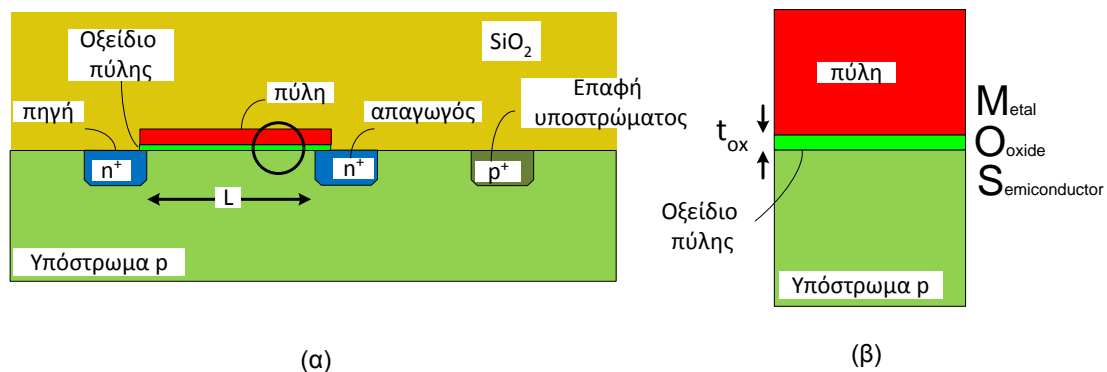 Οξείδιο
πύλης
SiO2
πηγή
πύλη
απαγωγός
Επαφή
υποστρώματος
n+
n+
p+
L
Υπόστρωμα p
(α)
πύλη
tox
Metal
Oxide
Semiconductor
Οξείδιο
πύλης
Υπόστρωμα p
(β)